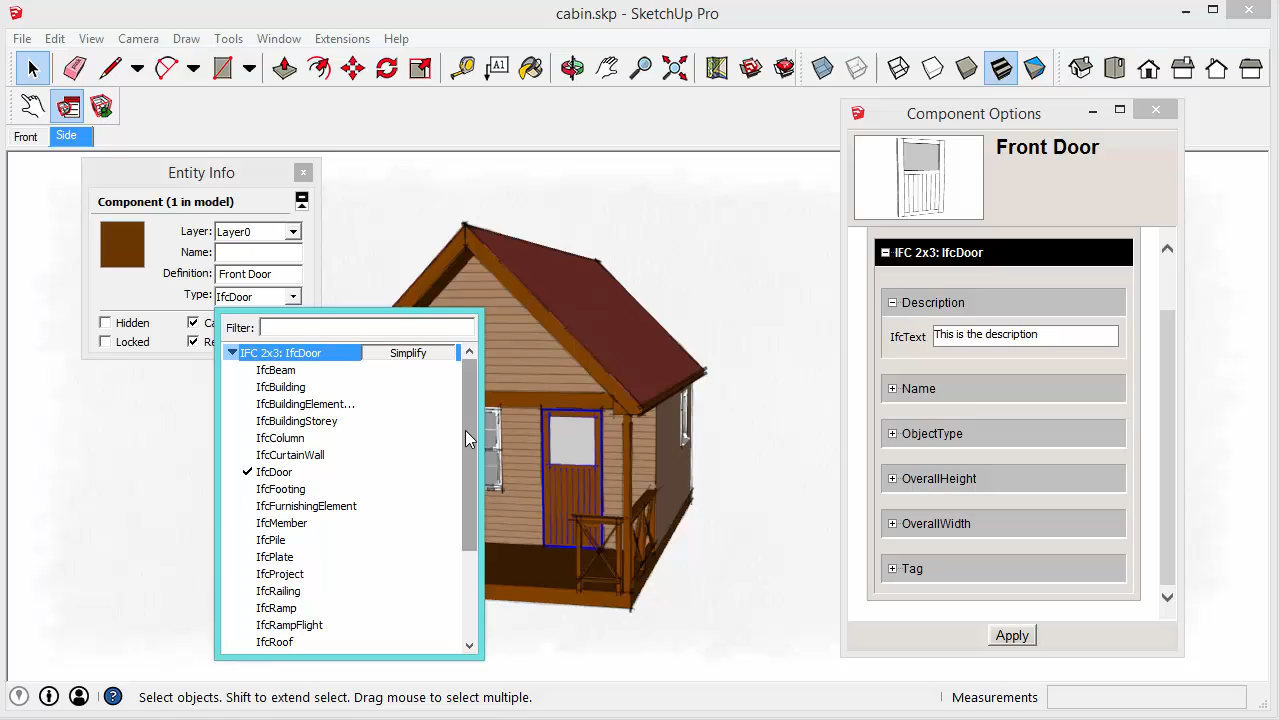 cabin.skp - SketchUp Pro
File Edit View Camera Draw Tools Window Extensions Help
A1
Front Side
Entity Info
Component (1 in model)
Layer: Layer0
Name:
Definition: Front Door
Type: IfcDoor
Hidden
Locked
Filter:
IFC 2x3: IfcDoor Simplify
IfcBeam
IfcBuilding
IfcBuildingElement...
IfcBuildingStorey
IfcColumn
IfcCurtainWall
IfcDoor
IfcFooting
IfcFurnishingElement
IfcMember
IfcPile
IfcPlate
IfcProject
IfcRailing
IfcRamp
IfcRampFlight
IfcRoof
Component Options
Front Door
IFC 2x3: IfcDoor
Description
IfcText This is the description
Name
ObjectType
OverallHeight
OverallWidth
Tag
Apply
Select objects. Shift to extend select. Drag mouse to select multiple.
Measurements